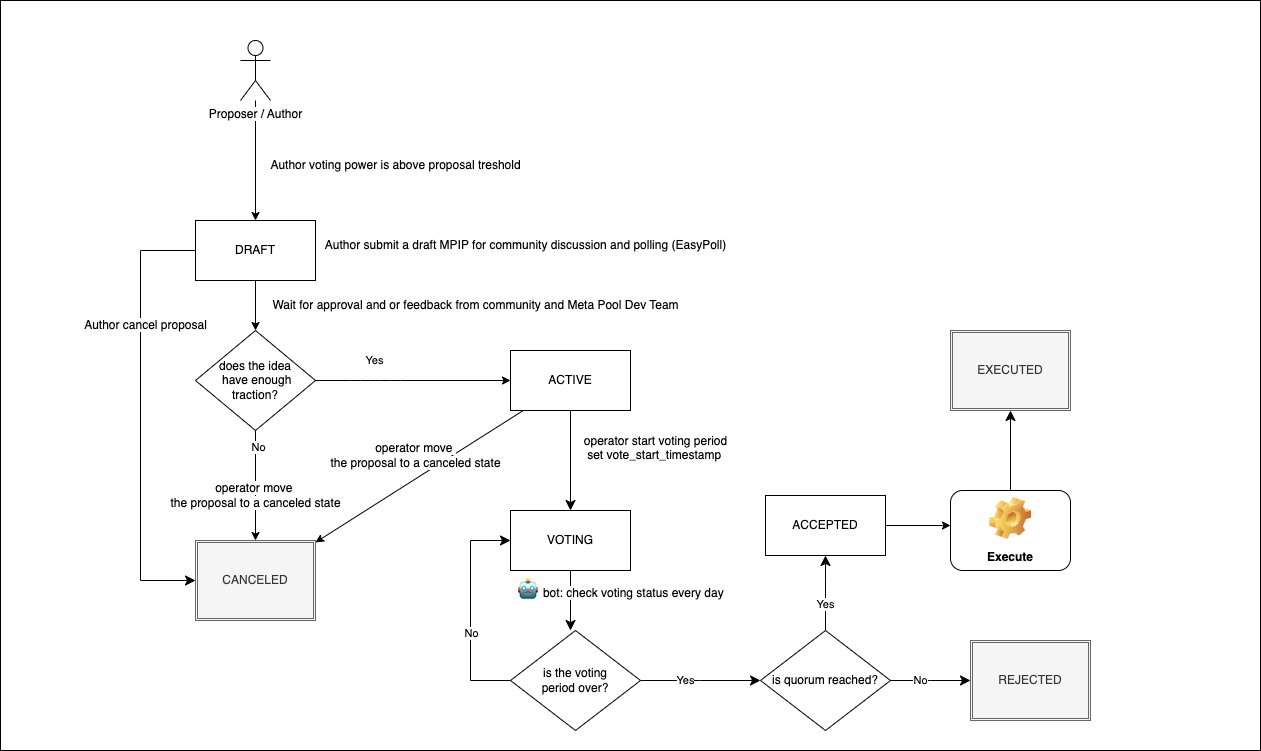 Proposer / Author
Author voting power is above proposal treshold
DRAFT
Author submit a draft MPIP for community discussion and polling (EasyPoll)
Wait for approval and or feedback from community and Meta Pool Dev Team
Author cancel proposal
does the idea
have enough
traction?
Yes
ACTIVE
EXECUTED
No
operator move
the proposal to a canceled state
operator start voting period
set vote_start_timestamp
operator move
the proposal to a canceled state
CANCELED
VOTING
ACCEPTED
Execute
bot: check voting status every day
No
Yes
is the voting
period over?
Yes
is quorum reached?
No
REJECTED